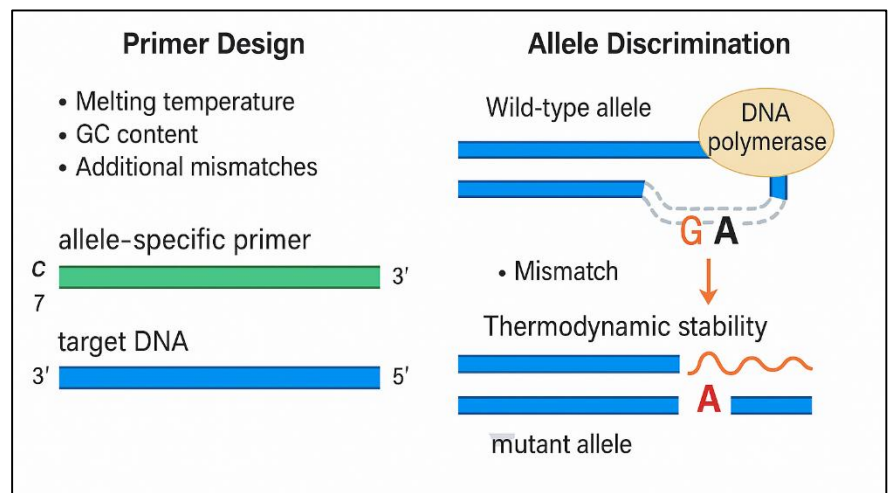 Primer Design
• Melting temperature
• GC content
• Additional mismatches
allele-specific primer
C
7
3′
target DNA
3′
5′
Allele Discrimination
Wild-type allele
DNA
polymerase
G A
• Mismatch
Thermodynamic stability
A
mutant allele